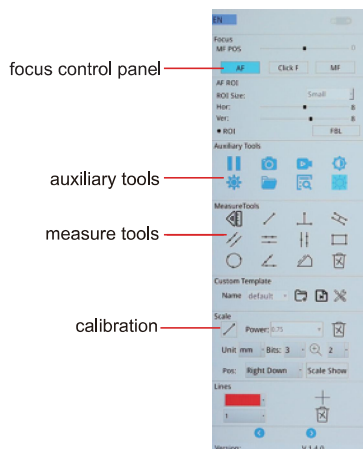 EN
Focus
MF POS 0
focus control panel
AF Click F MF
AF ROI
ROI Size: Small
Hor: 8
Ver: 8
ROI FBL
Auxiliary Tools
auxiliary tools
MeasureTools
measure tools
Custom Template
Name default
Scale
calibration
Power: 0.75
Unit mm Bits: 3 2
Pos: Right Down Scale Show
Lines
1
Version: V 1.4.0